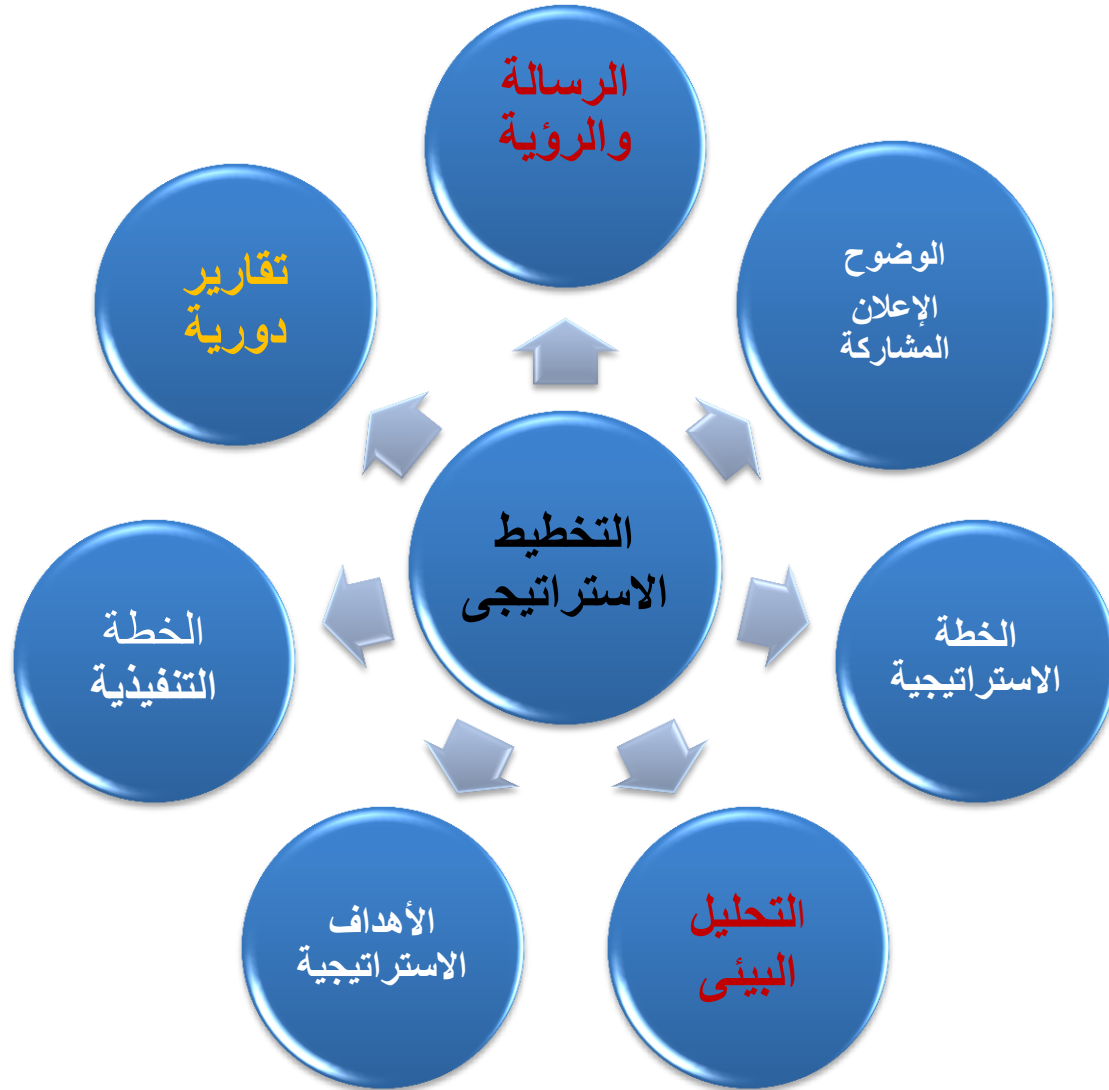 الرسالة
والرؤية
الوضوح
الإعلان
المشاركة
الخطة
الاستراتيجية
التحليل
البيئى
الأهداف
الاستراتيجية
الخطة
التنفيذية
تقارير
دورية
التخطيط
الاستراتيجى